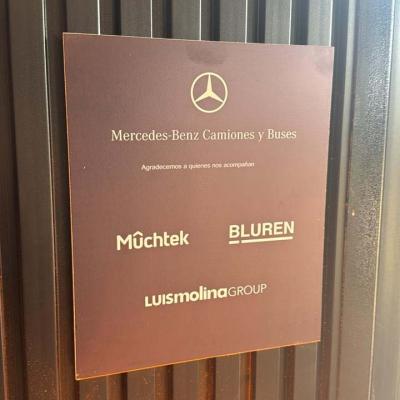 Mercedes-Benz Camiones y Buses
Agradecemos a quienes nos acompañan
Mûchtek
BLUREN
LUISmolinaGROUP